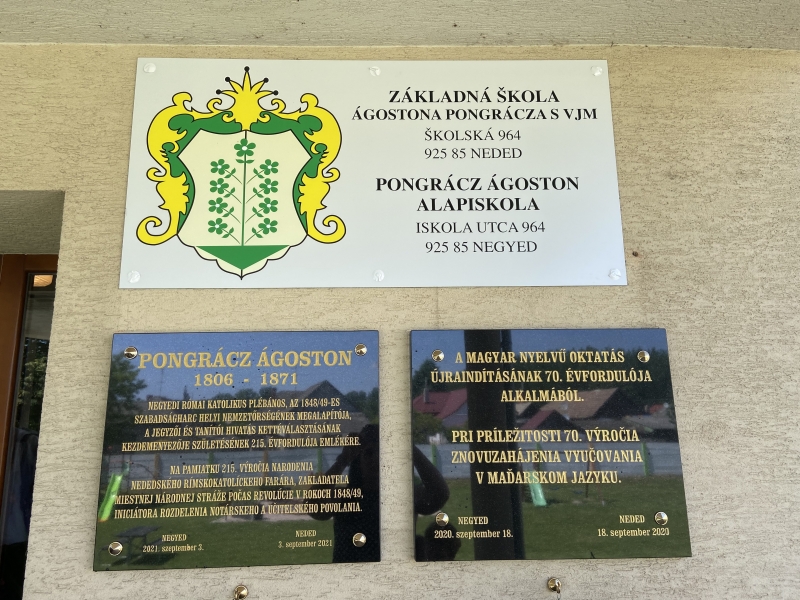 ZÁKLADNÁ ŠKOLA
ÁGOSTONA PONGRÁCZA S VJM
ŠKOLSKÁ 964
925 85 NEDED
PONGRÁCZ ÁGOSTON
ALAPISKOLA
ISKOLA UTCA 964
925 85 NEGYED
PONGRÁCZ ÁGOSTON
1806 - 1871
NEGYEDI RÓMAI KATOLIKUS PLÉBÁNOS, AZ 1848/49-ES
SZABADSÁGHARC HELYI NEMZETŐRSÉGÉNEK MEGALAPÍTÓJA,
A JEGYZŐI ÉS TANÍTÓI HIVATÁS KETTÉVÁLASZTÁSÁNAK
KEZDEMÉNYEZŐJE SZÜLETÉSÉNEK 215. ÉVFORDULÓJA EMLÉKÉRE.
NA PAMIATKU 215. VÝROČIA NARODENIA
NEDEDSKÉHO RÍMSKOKATOLICKÉHO FARÁRA, ZAKLADATEĽA
MIESTNEJ NÁRODNEJ STRÁŽE POČAS REVOLÚCIE V ROKOCH 1848/49,
INICIÁTORA ROZDELENIA NOTÁRSKEHO A UČITEĽSKÉHO POVOLANIA.
NEGYED NEDED
2021. szeptember 3. 3. september 2021
A MAGYAR NYELVŰ OKTATÁS
ÚJRAINDÍTÁSÁNAK 70. ÉVFORDULÓJA
ALKALMÁBÓL.
PRI PRÍLEŽITOSTI 70. VÝROČIA
ZNOVUZAHÁJENIA VYUČOVANIA
V MAĎARSKOM JAZYKU.
NEGYED NEDED
2020. szeptember 18. 18. september 2020